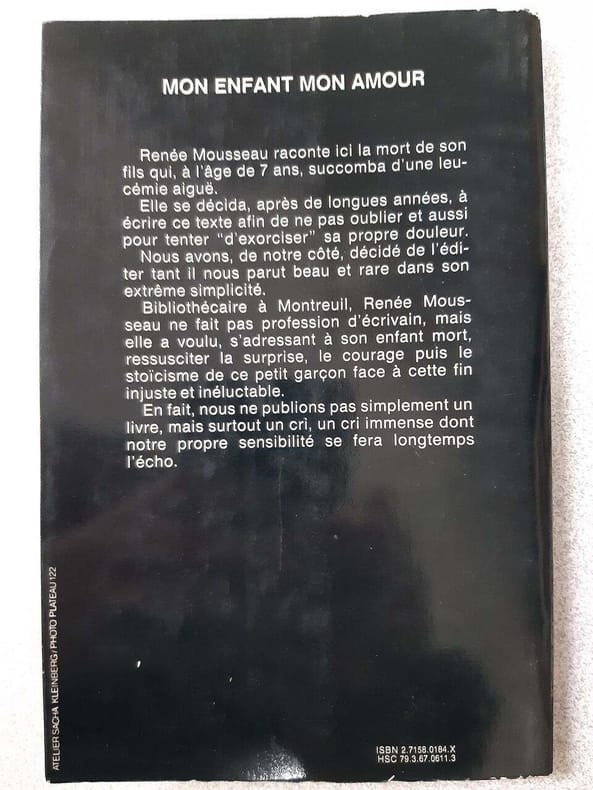 MON ENFANT MON AMOUR
Renée Mousseau raconte ici la mort de son
fils qui, à l'âge de 7 ans, succomba d'une leu-
cémie aiguë.
Elle se décida, après de longues années, à
écrire ce texte afin de ne pas oublier et aussi
pour tenter "d'exorciser" sa propre douleur.
Nous avons, de notre côté, décidé de l'édi-
ter tant il nous parut beau et rare dans son
extrême simplicité.
Bibliothécaire à Montreuil, Renée Mous-
seau ne fait pas profession d'écrivain, mais
elle a voulu, s'adressant à son enfant mort,
ressusciter la surprise, le courage puis le
stoïcisme de ce petit garçon face à cette fin
injuste et inéluctable.
En fait, nous ne publions pas simplement un
livre, mais surtout un cri, un cri immense dont
notre propre sensibilité se fera longtemps
l'écho.
ATELIER SACHA KLEINBERG/PHOTO PLATEAU 122
ISBN 2.7158.0184.X
HSC 79.3.67.0611.3